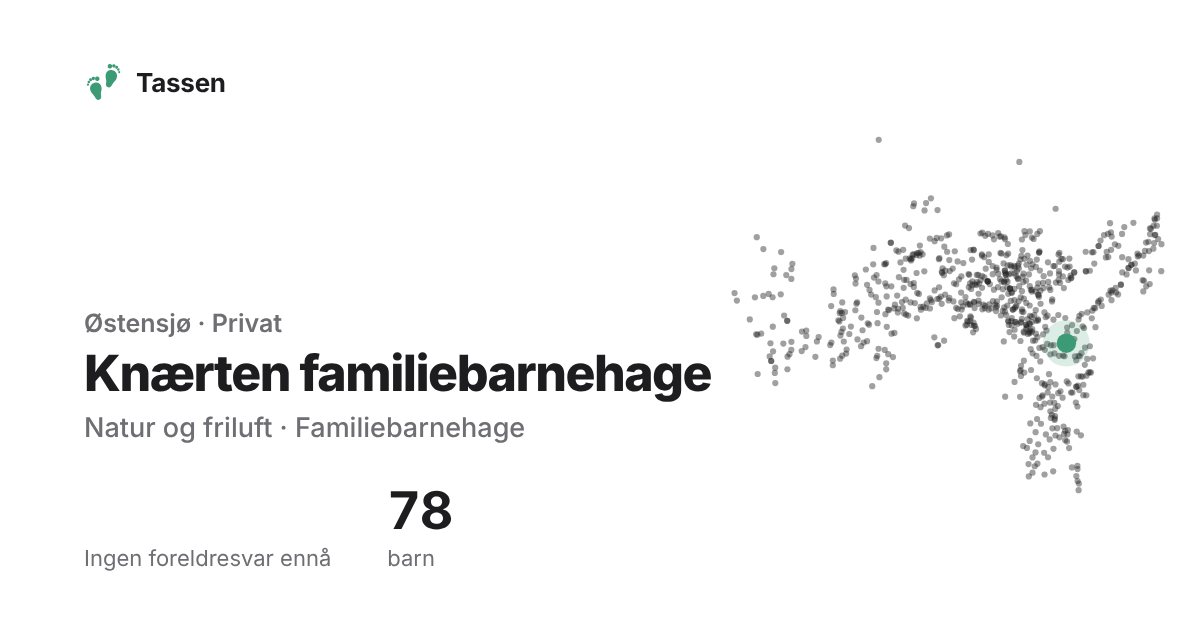 Tassen
Østensjø · Privat
Knærten familiebarnehage
Natur og friluft · Familiebarnehage
78
Ingen foreldresvar ennå
barn